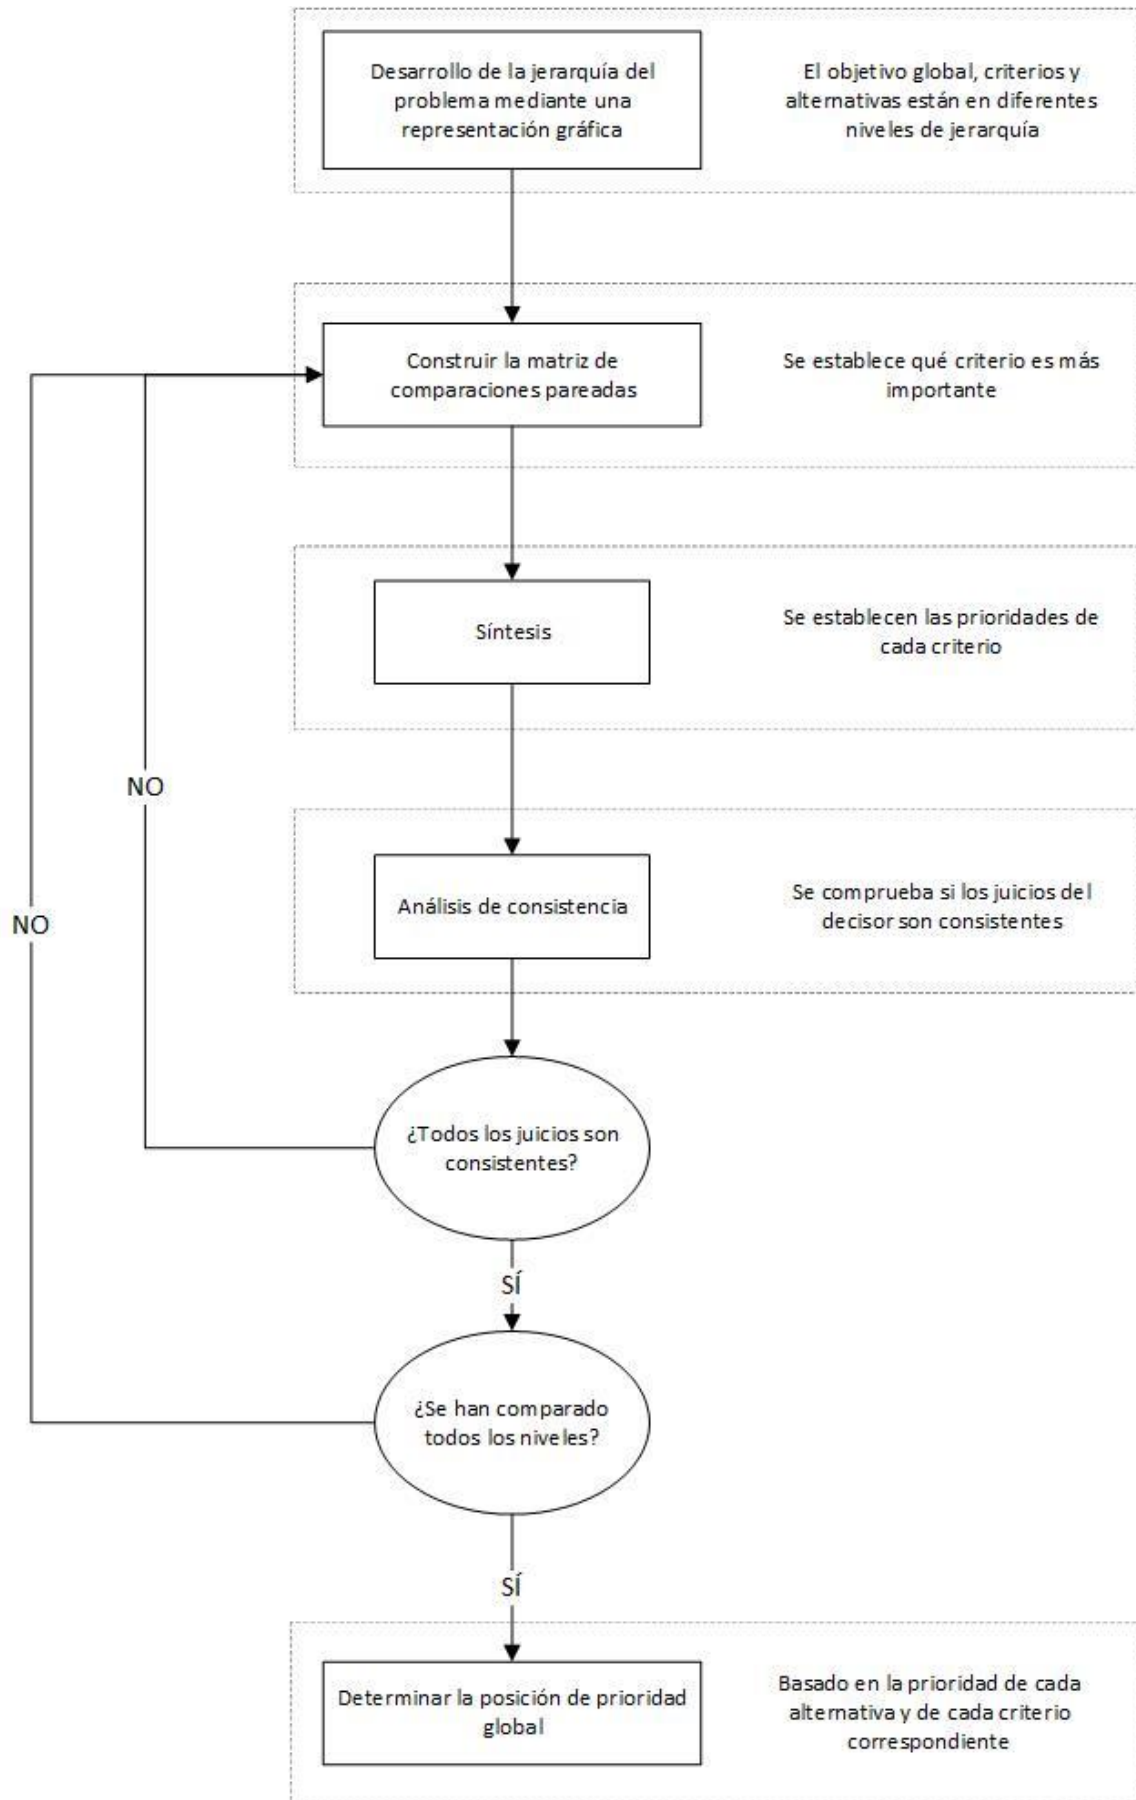 Desarrollo de la jerarquía del
problema mediante una
representación gráfica
El objetivo global, criterios y
alternativas están en diferentes
niveles de jerarquía
Construir la matriz de
comparaciones pareadas
Se establece qué criterio es más
importante
Síntesis
Se establecen las prioridades de
cada criterio
NO
Análisis de consistencia
Se comprueba si los juicios del
decisor son consistentes
NO
¿Todos los juicios son
consistentes?
SÍ
¿Se han comparado
todos los niveles?
SÍ
Determinar la posición de prioridad
global
Basado en la prioridad de cada
alternativa y de cada criterio
correspondiente